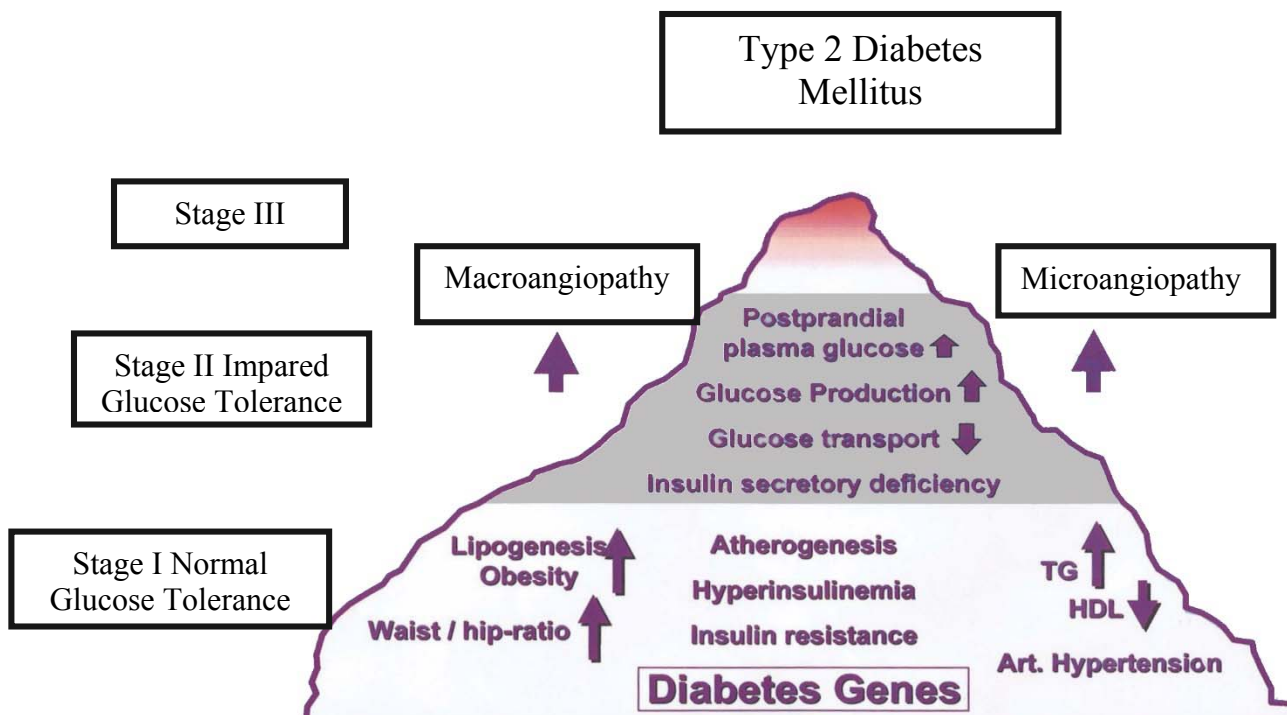 Type 2 Diabetes
Mellitus
Stage III
Macroangiopathy
Microangiopathy
Postprandial
plasma glucose
Stage II Impared
Glucose Tolerance
Glucose Production
Glucose transport
Insulin secretory deficiency
Stage I Normal
Glucose Tolerance
Lipogenesis
Obesity
Waist / hip-ratio
Atherogenesis
Hyperinsulinemia
Insulin resistance
TG
HDL
Art. Hypertension
Diabetes Genes